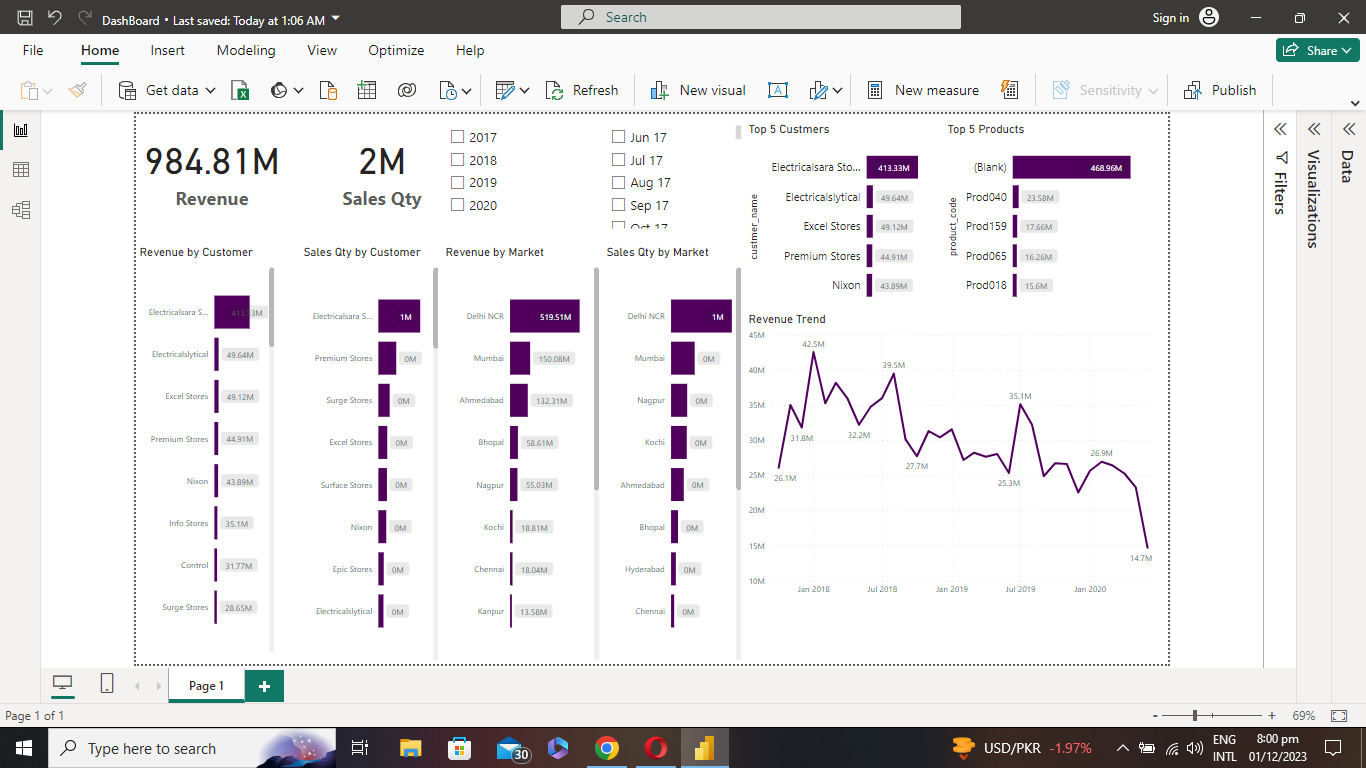 DashBoard • Last saved: Today at 1:06 AM
Search
Sign in
File Home Insert Modeling View Optimize Help
Share
Get data
Refresh
New visual
New measure
Sensitivity
Publish
984.81M
Revenue
2M
Sales Qty
2017
2018
2019
2020
Jun 17
Jul 17
Aug 17
Sep 17
Oct 17
Top 5 Custmers
custmer_name
Electricalsara Sto... 413.33M
Electricalslytical 49.64M
Excel Stores 49.12M
Premium Stores 44.91M
Nixon 43.89M
Top 5 Products
product_code
(Blank) 468.96M
Prod040 23.58M
Prod159 17.66M
Prod065 16.26M
Prod018 15.6M
Filters
Visualizations
Data
Revenue by Customer
Electricalsara S... 413.33M
Electricalslytical 49.64M
Excel Stores 49.12M
Premium Stores 44.91M
Nixon 43.89M
Info Stores 35.1M
Control 31.77M
Surge Stores 28.65M
Sales Qty by Customer
Electricalsara S... 1M
Premium Stores 0M
Surge Stores 0M
Excel Stores 0M
Surface Stores 0M
Nixon 0M
Epic Stores 0M
Electricalslytical 0M
Revenue by Market
Delhi NCR 519.51M
Mumbai 150.08M
Ahmedabad 132.31M
Bhopal 58.61M
Nagpur 55.03M
Kochi 18.81M
Chennai 18.04M
Kanpur 13.58M
Sales Qty by Market
Delhi NCR 1M
Mumbai 0M
Nagpur 0M
Kochi 0M
Ahmedabad 0M
Bhopal 0M
Hyderabad 0M
Chennai 0M
Revenue Trend
45M
40M
35M
30M
25M
20M
15M
10M
26.1M
31.8M
42.5M
32.2M
39.5M
27.7M
25.3M
35.1M
26.9M
14.7M
Jan 2018 Jul 2018 Jan 2019 Jul 2019 Jan 2020
Page 1
+
Page 1 of 1
- + 69%
Type here to search
30
USD/PKR -1.97%
ENG
INTL
8:00 pm
01/12/2023